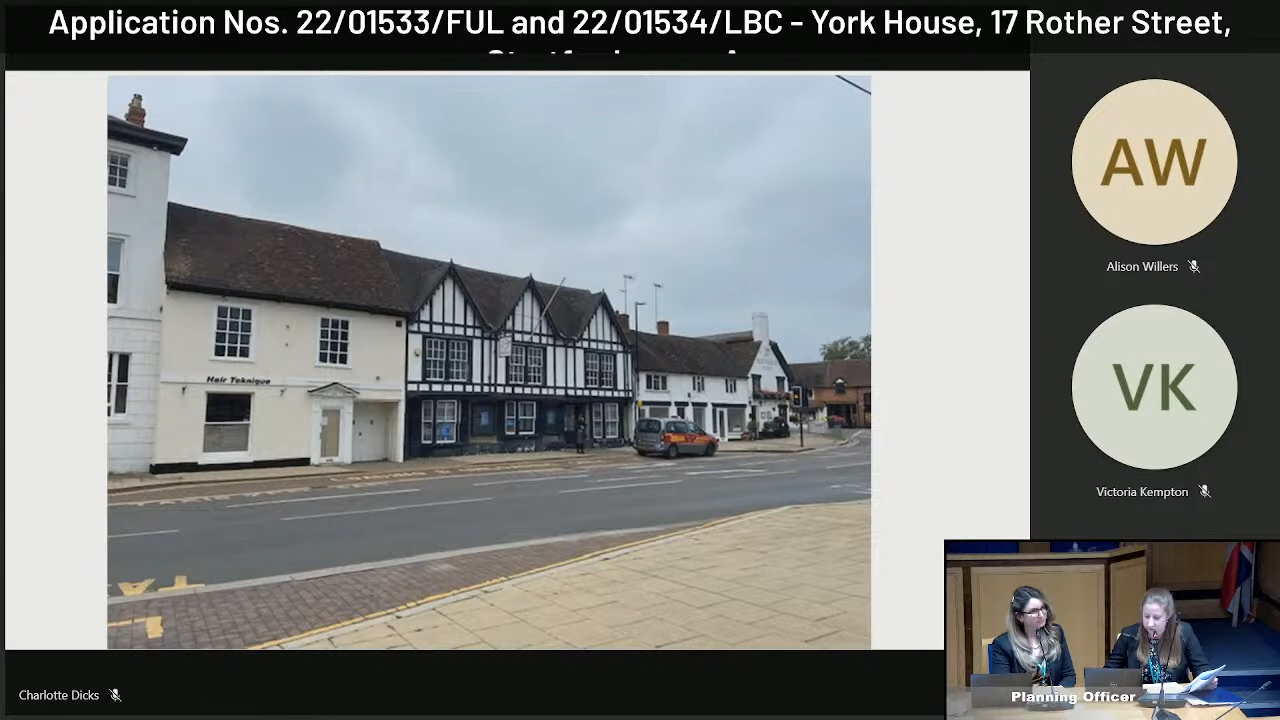 Application Nos. 22/01533/FUL and 22/01534/LBC - York House, 17 Rother Street,
AW
Alison Willers
Hair Teknique
VK
Victoria Kempton
Charlotte Dicks
Planning Officer